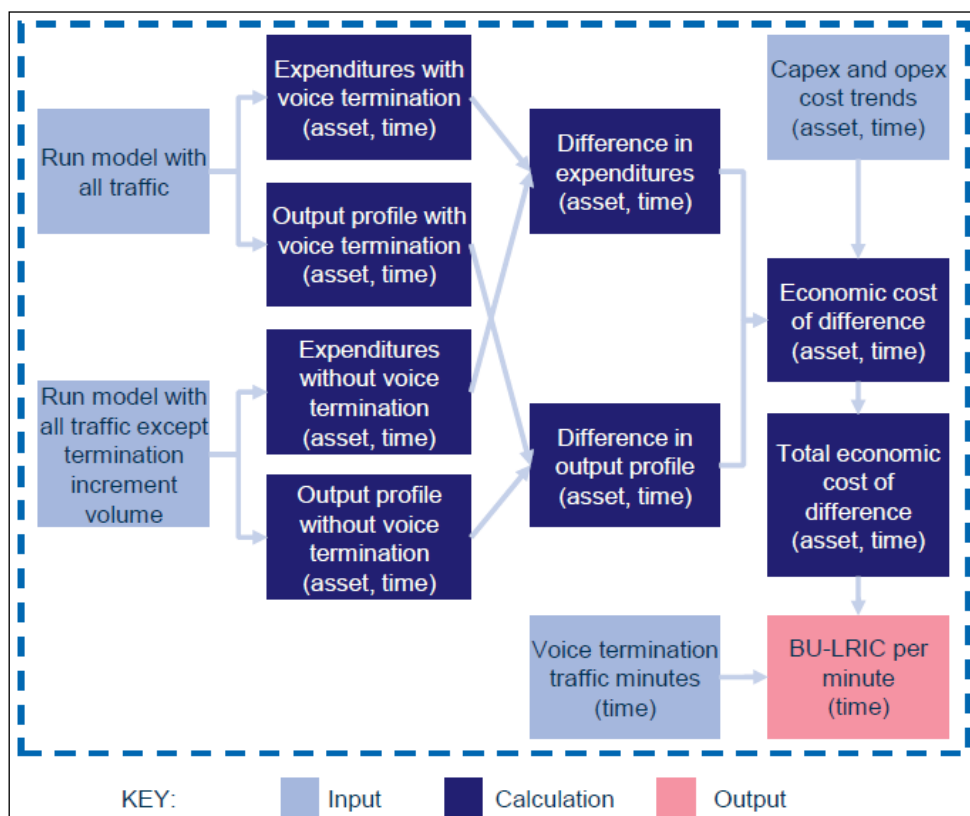 Run model with
all traffic
Expenditures with
voice termination
(asset, time)
Output profile with
voice termination
(asset, time)
Run model with
all traffic except
termination
increment
volume
Expenditures
without voice
termination
(asset, time)
Output profile
without voice
termination
(asset, time)
Difference in
expenditures
(asset, time)
Difference in
output profile
(asset, time)
Capex and opex
cost trends
(asset, time)
Economic cost
of difference
(asset, time)
Total economic
cost of
difference
(asset, time)
Voice termination
traffic minutes
(time)
BU-LRIC per
minute
(time)
KEY:
Input
Calculation
Output